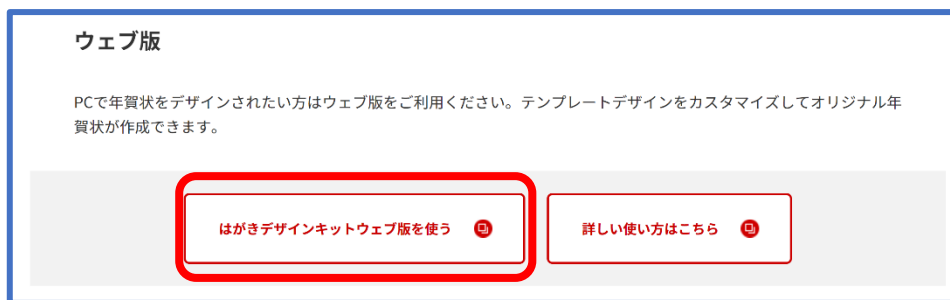 ウェブ版
PCで年賀状をデザインされたい方はウェブ版をご利用ください。テンプレートデザインをカスタマイズしてオリジナル年
賀状が作成できます。
はがきデザインキットウェブ版を使う
詳しい使い方はこちら